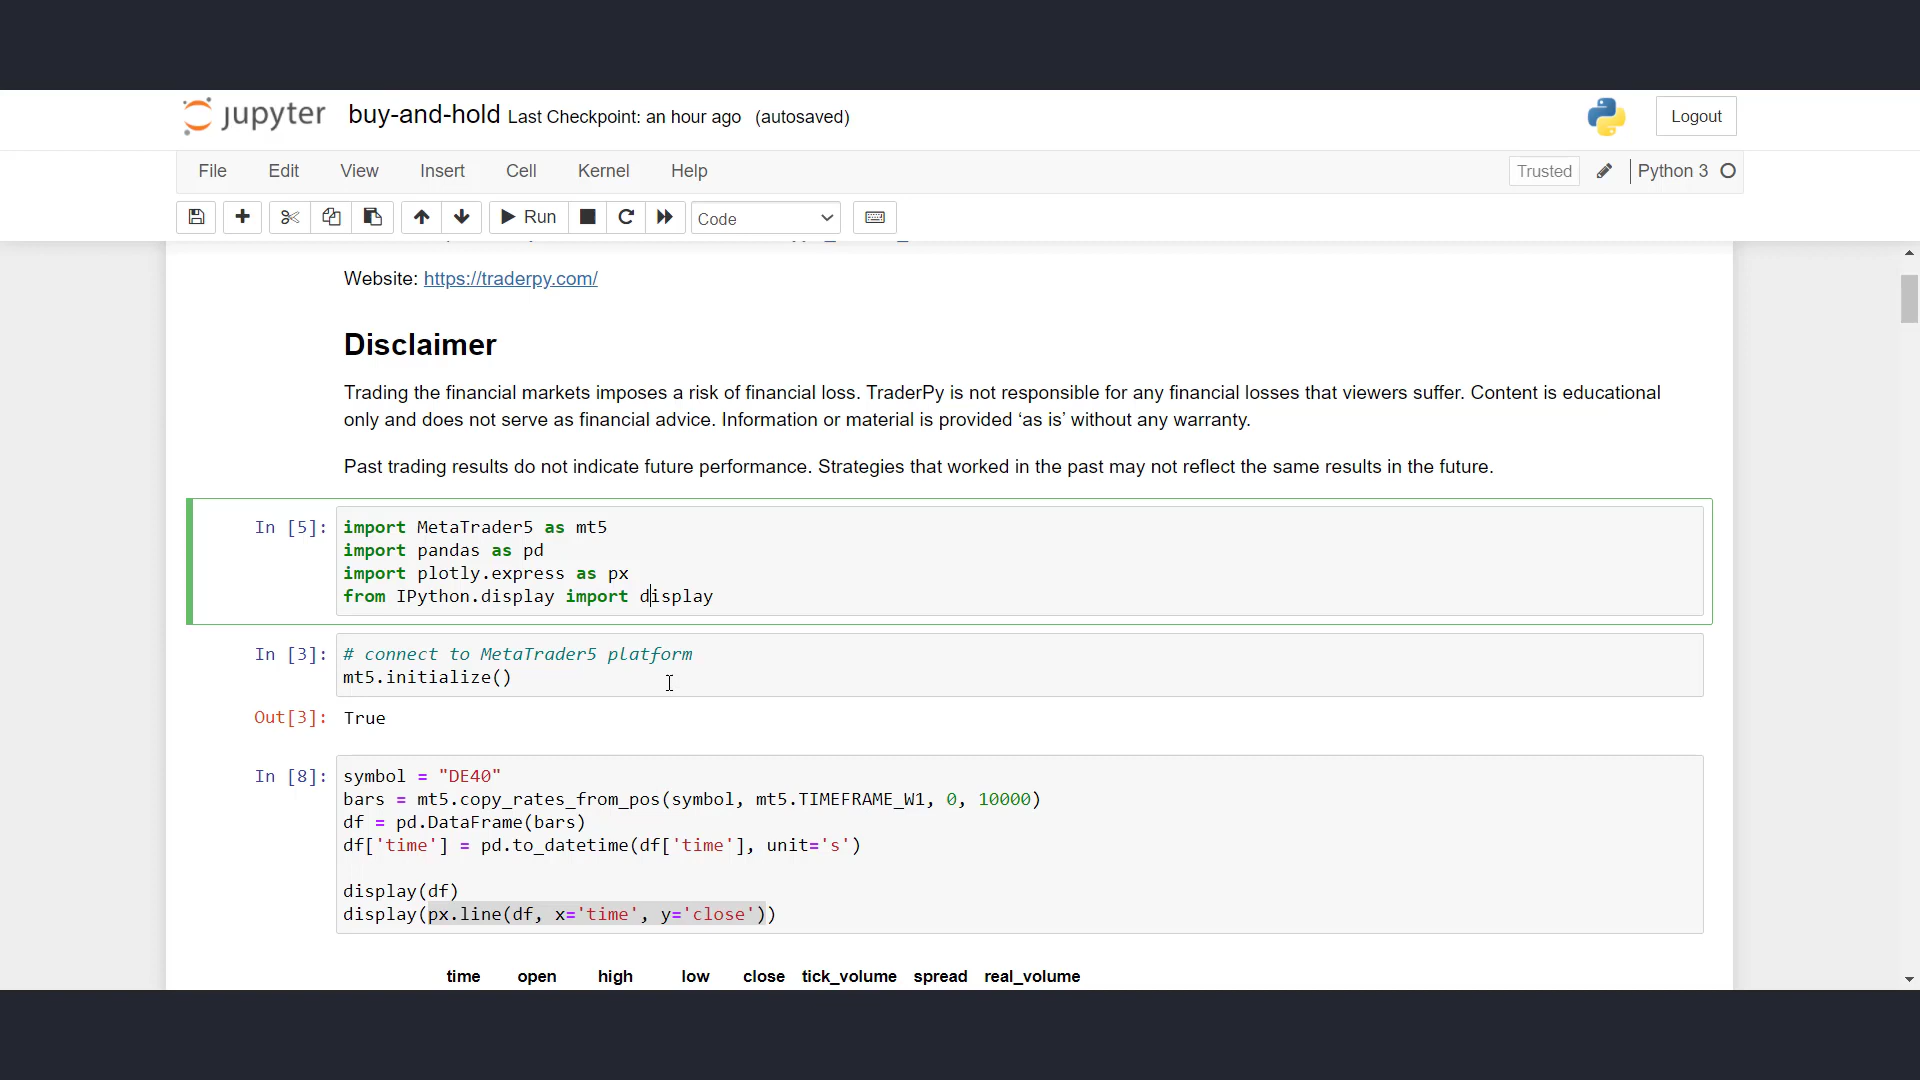 jupyter buy-and-hold Last Checkpoint: an hour ago (autosaved) Logout
File Edit View Insert Cell Kernel Help Trusted Python 3
Run Code
Website: https://traderpy.com/
Disclaimer
Trading the financial markets imposes a risk of financial loss. TraderPy is not responsible for any financial losses that viewers suffer. Content is educational
only and does not serve as financial advice. Information or material is provided ‘as is’ without any warranty.
Past trading results do not indicate future performance. Strategies that worked in the past may not reflect the same results in the future.
In [5]: import MetaTrader5 as mt5
import pandas as pd
import plotly.express as px
from IPython.display import display
In [3]: # connect to MetaTrader5 platform
mt5.initialize()
Out[3]: True
In [8]: symbol = "DE40"
bars = mt5.copy_rates_from_pos(symbol, mt5.TIMEFRAME_W1, 0, 10000)
df = pd.DataFrame(bars)
df['time'] = pd.to_datetime(df['time'], unit='s')
display(df)
display(px.line(df, x='time', y='close'))
time open high low close tick_volume spread real_volume